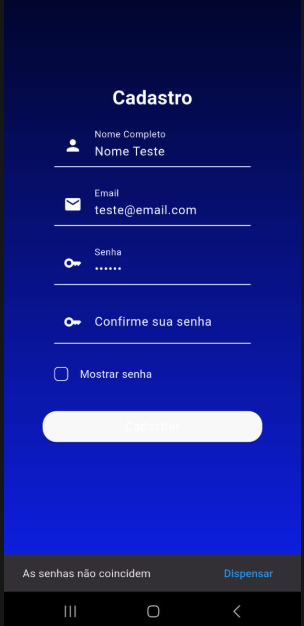 Cadastro
Nome Completo
Nome Teste
Email
teste@email.com
Senha
••••••
Confirme sua senha
Mostrar senha
Cadastrar
As senhas não coincidem
Dispensar